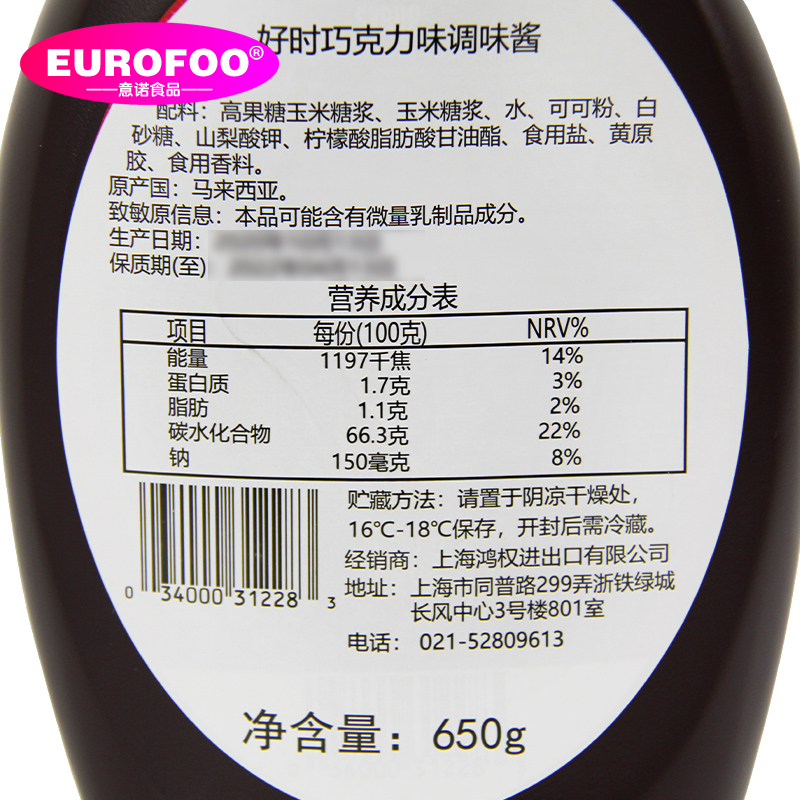 好时巧克力味调味酱
EUROFOO®
意诺食品
配料：高果糖玉米糖浆、玉米糖浆、水、可可粉、白
砂糖、山梨酸钾、柠檬酸脂肪酸甘油酯、食用盐、黄原
胶、食用香料。
原产国：马来西亚。
致敏原信息：本品可能含有微量乳制品成分。
生产日期：
保质期(至)：
营养成分表
项目 每份(100克) NRV%
能量 1197千焦 14%
蛋白质 1.7克 3%
脂肪 1.1克 2%
碳水化合物 66.3克 22%
钠 150毫克 8%
贮藏方法：请置于阴凉干燥处，
16℃-18℃保存，开封后需冷藏。
经销商：上海鸿权进出口有限公司
地址：上海市同普路299弄浙铁绿城
长风中心3号楼801室
电话：021-52809613
0 34000 31228 3
净含量：650g